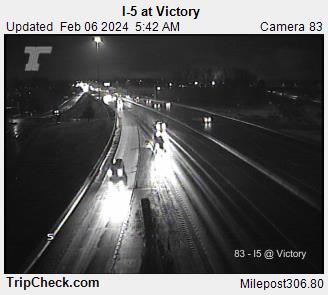 I-5 at Victory
Updated  Feb 06 2024  5:42 AM  Camera 83
T
S
83 - I5 @ Victory
TripCheck.com  Milepost306.80